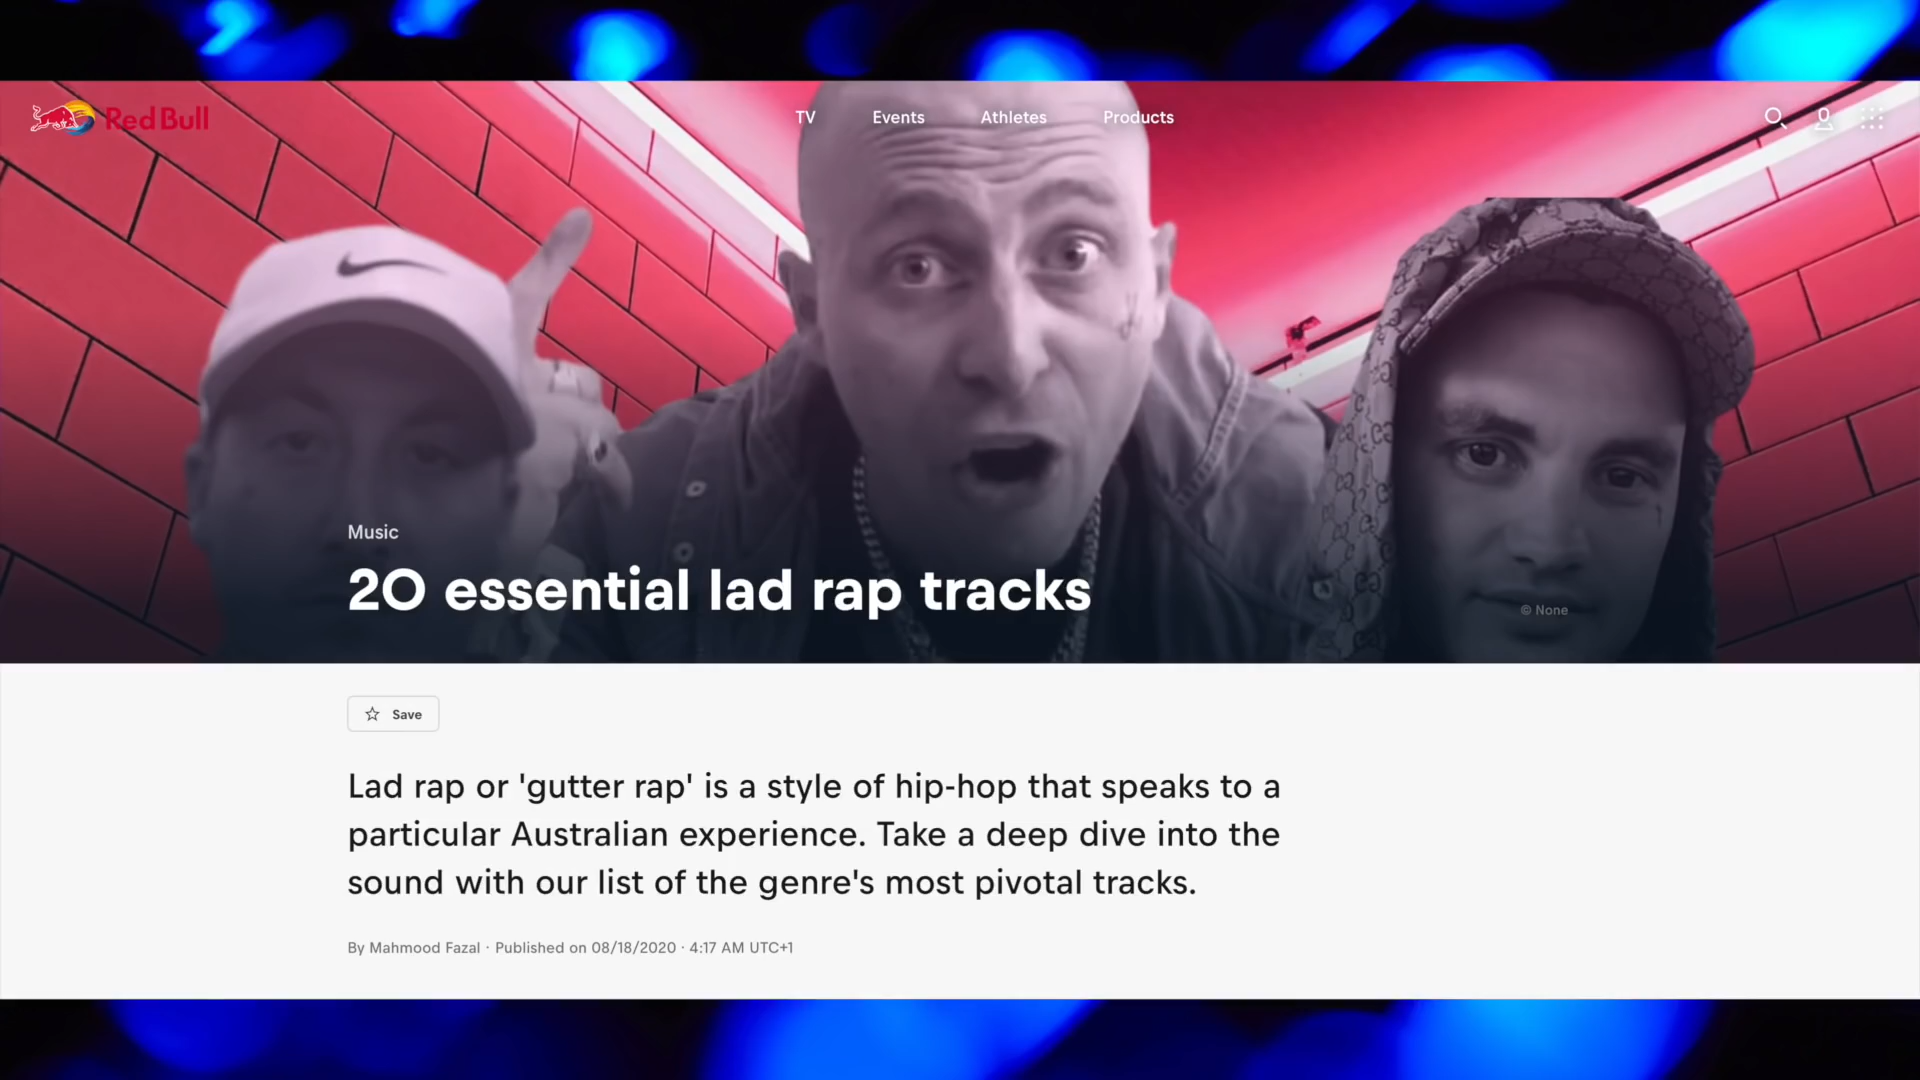 Red Bull
TV
Events
Athletes
Products
Music
20 essential lad rap tracks
© None
Save
Lad rap or 'gutter rap' is a style of hip-hop that speaks to a
particular Australian experience. Take a deep dive into the
sound with our list of the genre's most pivotal tracks.
By Mahmood Fazal · Published on 08/18/2020 · 4:17 AM UTC+1